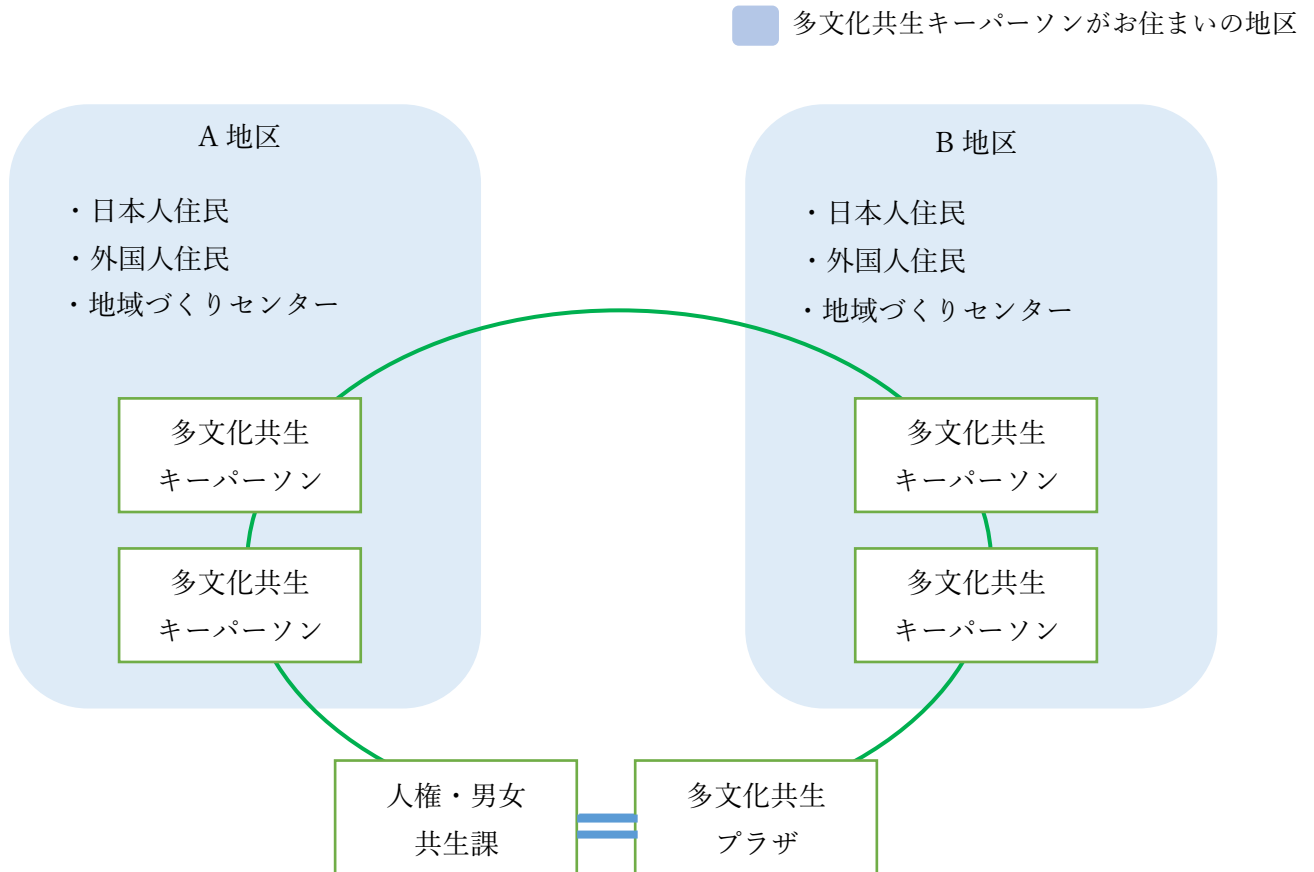 多文化共生キーパーソンがお住まいの地区
A 地区
・日本人住民
・外国人住民
・地域づくりセンター
多文化共生
キーパーソン
多文化共生
キーパーソン
B 地区
・日本人住民
・外国人住民
・地域づくりセンター
多文化共生
キーパーソン
多文化共生
キーパーソン
人権・男女
共生課
多文化共生
プラザ